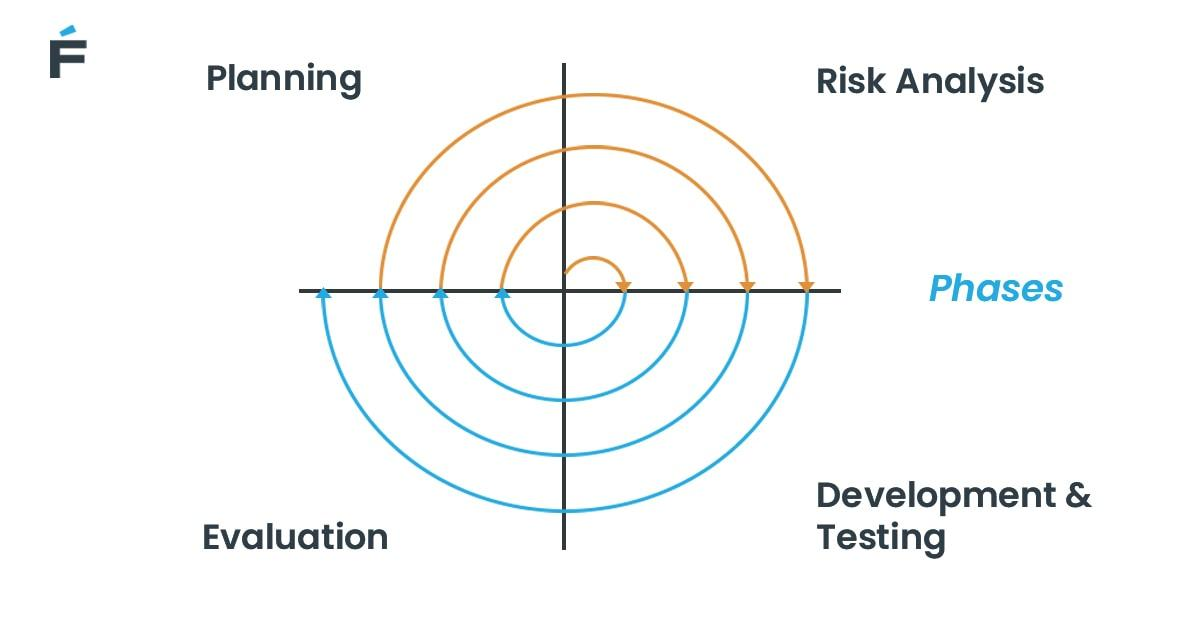 F́
Planning
Risk Analysis
Phases
Development &
Testing
Evaluation